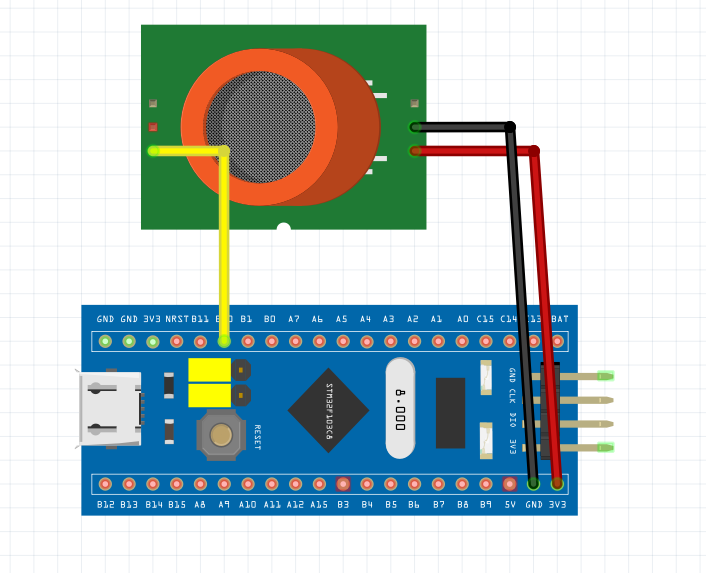 GND GND 3V3 NRST B11 B10 B1 B0 A7 A6 A5 A4 A3 A2 A1 A0 C15 C14 C13 BAT
GND
CLK
DIO
3V3
8.000
STM32F103C8
RESET
B12 B13 B14 B15 A8 A9 A10 A11 A12 A15 B3 B4 B5 B6 B7 B8 B9 5V GND 3V3